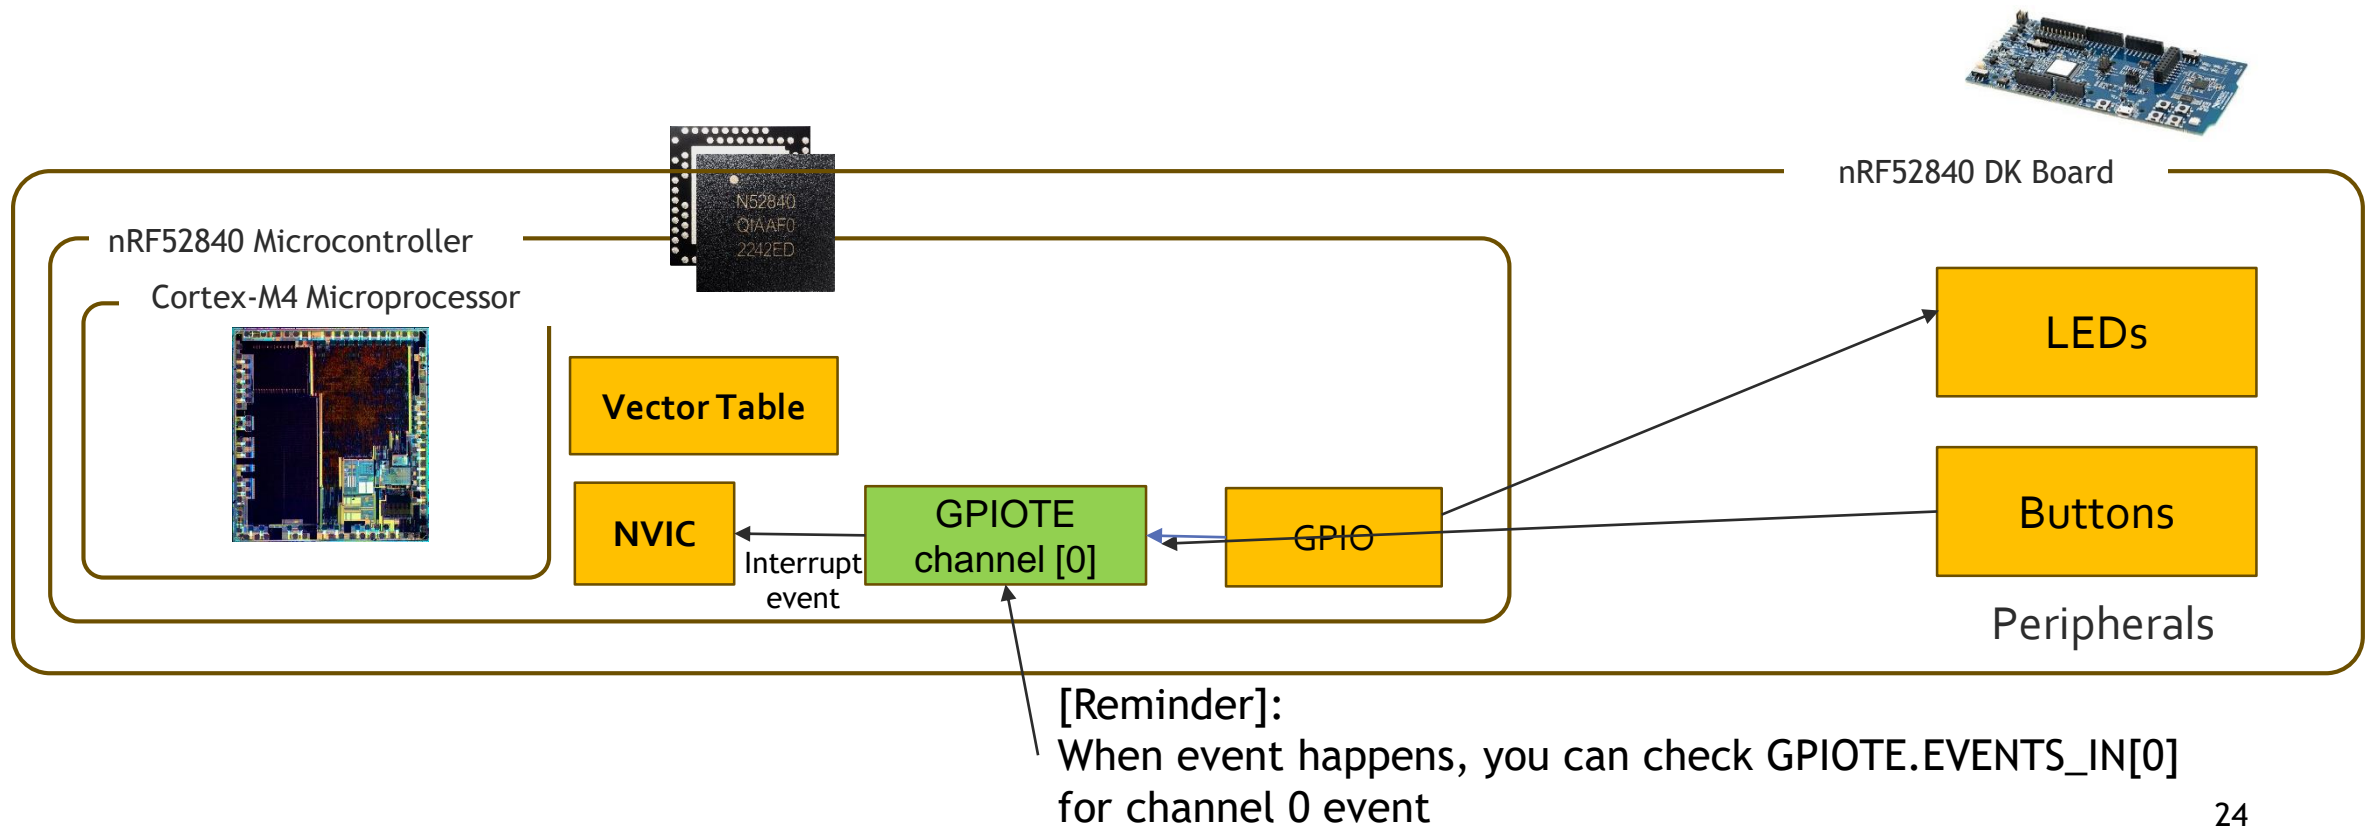 nRF52840 DK Board
N52840
QIAAF0
2242ED
nRF52840 Microcontroller
Cortex-M4 Microprocessor
LEDs
Vector Table
Buttons
NVIC
Interrupt
event
GPIOTE
channel [0]
GPIO
Peripherals
[Reminder]:
When event happens, you can check GPIOTE.EVENTS_IN[0]
for channel 0 event
24